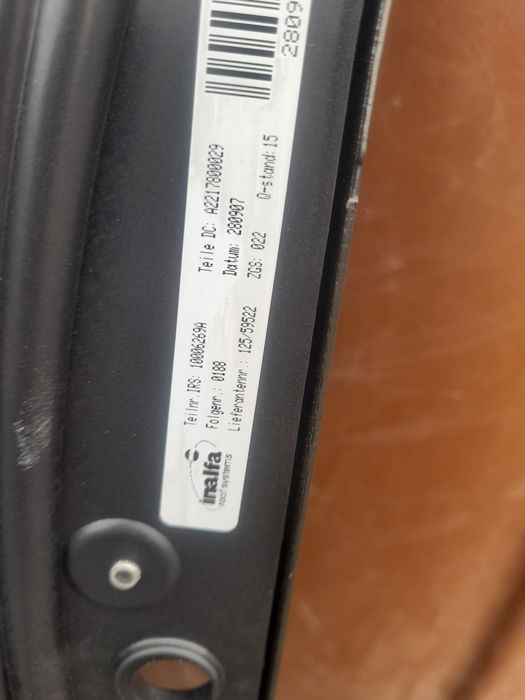 2809
Teilnr.IRS: 10006269A
Teile DC: A2217800029
Folgenr.: 0188
Datum: 280907
Lieferantennr.: 125/59522
ZGS: 022
Q-stand:15
inalfa
roof systems